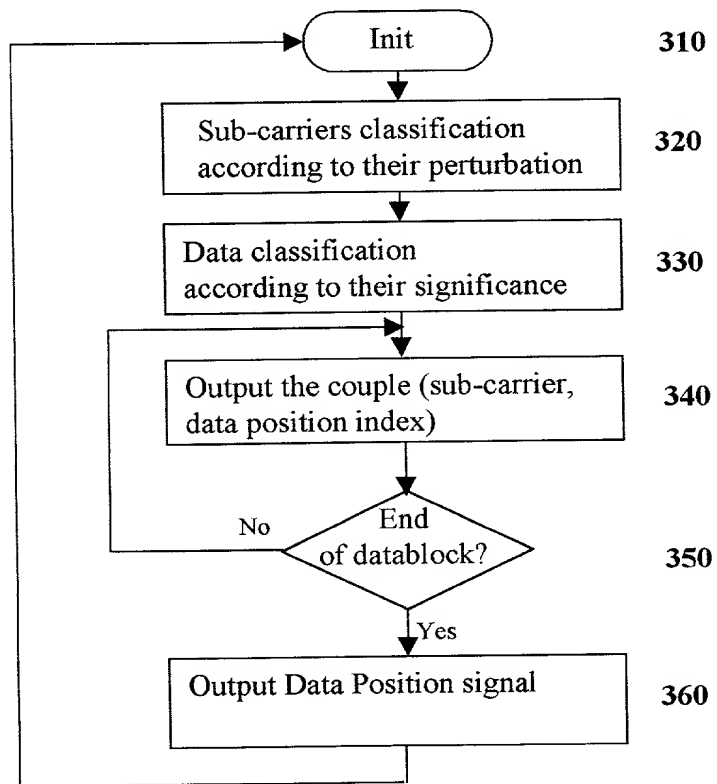 Init
310
Sub-carriers classification
according to their perturbation
320
Data classification
according to their significance
330
Output the couple (sub-carrier,
data position index)
340
No
End
of datablock?
350
Yes
Output Data Position signal
360